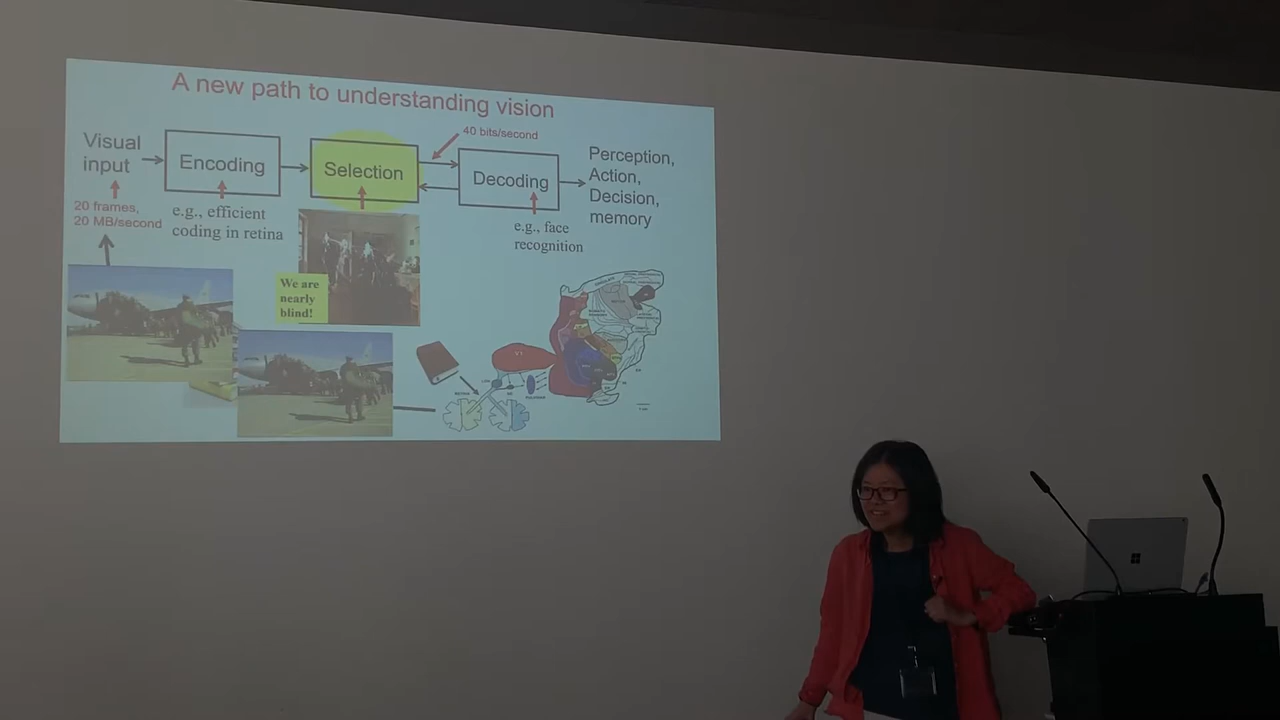 A new path to understanding vision
40 bits/second
Visual
input
Encoding
Selection
Decoding
Perception,
Action,
Decision,
memory
20 frames,
20 MB/second
e.g., efficient
coding in retina
e.g., face
recognition
We are
nearly
blind!